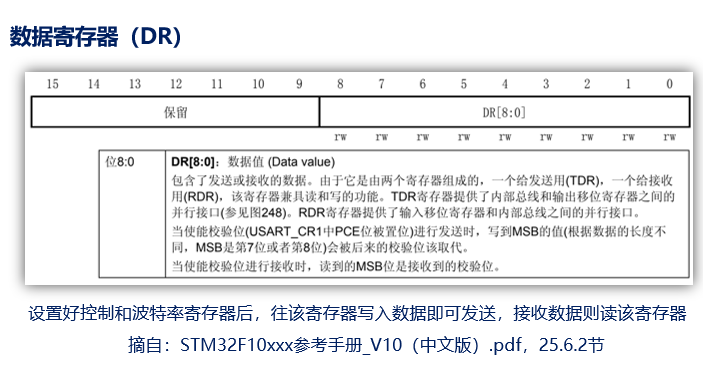 数据寄存器（DR）
15 14 13 12 11 10 9 8 7 6 5 4 3 2 1 0
保留 DR[8:0]
rw rw rw rw rw rw rw rw rw
位8:0 DR[8:0]：数据值 (Data value)
包含了发送或接收的数据。由于它是由两个寄存器组成的，一个给发送用(TDR)，一个给接收
用(RDR)，该寄存器兼具读和写的功能。TDR寄存器提供了内部总线和输出移位寄存器之间的
并行接口(参见图248)。RDR寄存器提供了输入移位寄存器和内部总线之间的并行接口。
当使能校验位(USART_CR1中PCE位被置位)进行发送时，写到MSB的值(根据数据的长度不
同，MSB是第7位或者第8位)会被后来的校验位该取代。
当使能校验位进行接收时，读到的MSB位是接收到的校验位。
设置好控制和波特率寄存器后，往该寄存器写入数据即可发送，接收数据则读该寄存器
摘自：STM32F10xxx参考手册_V10（中文版）.pdf，25.6.2节